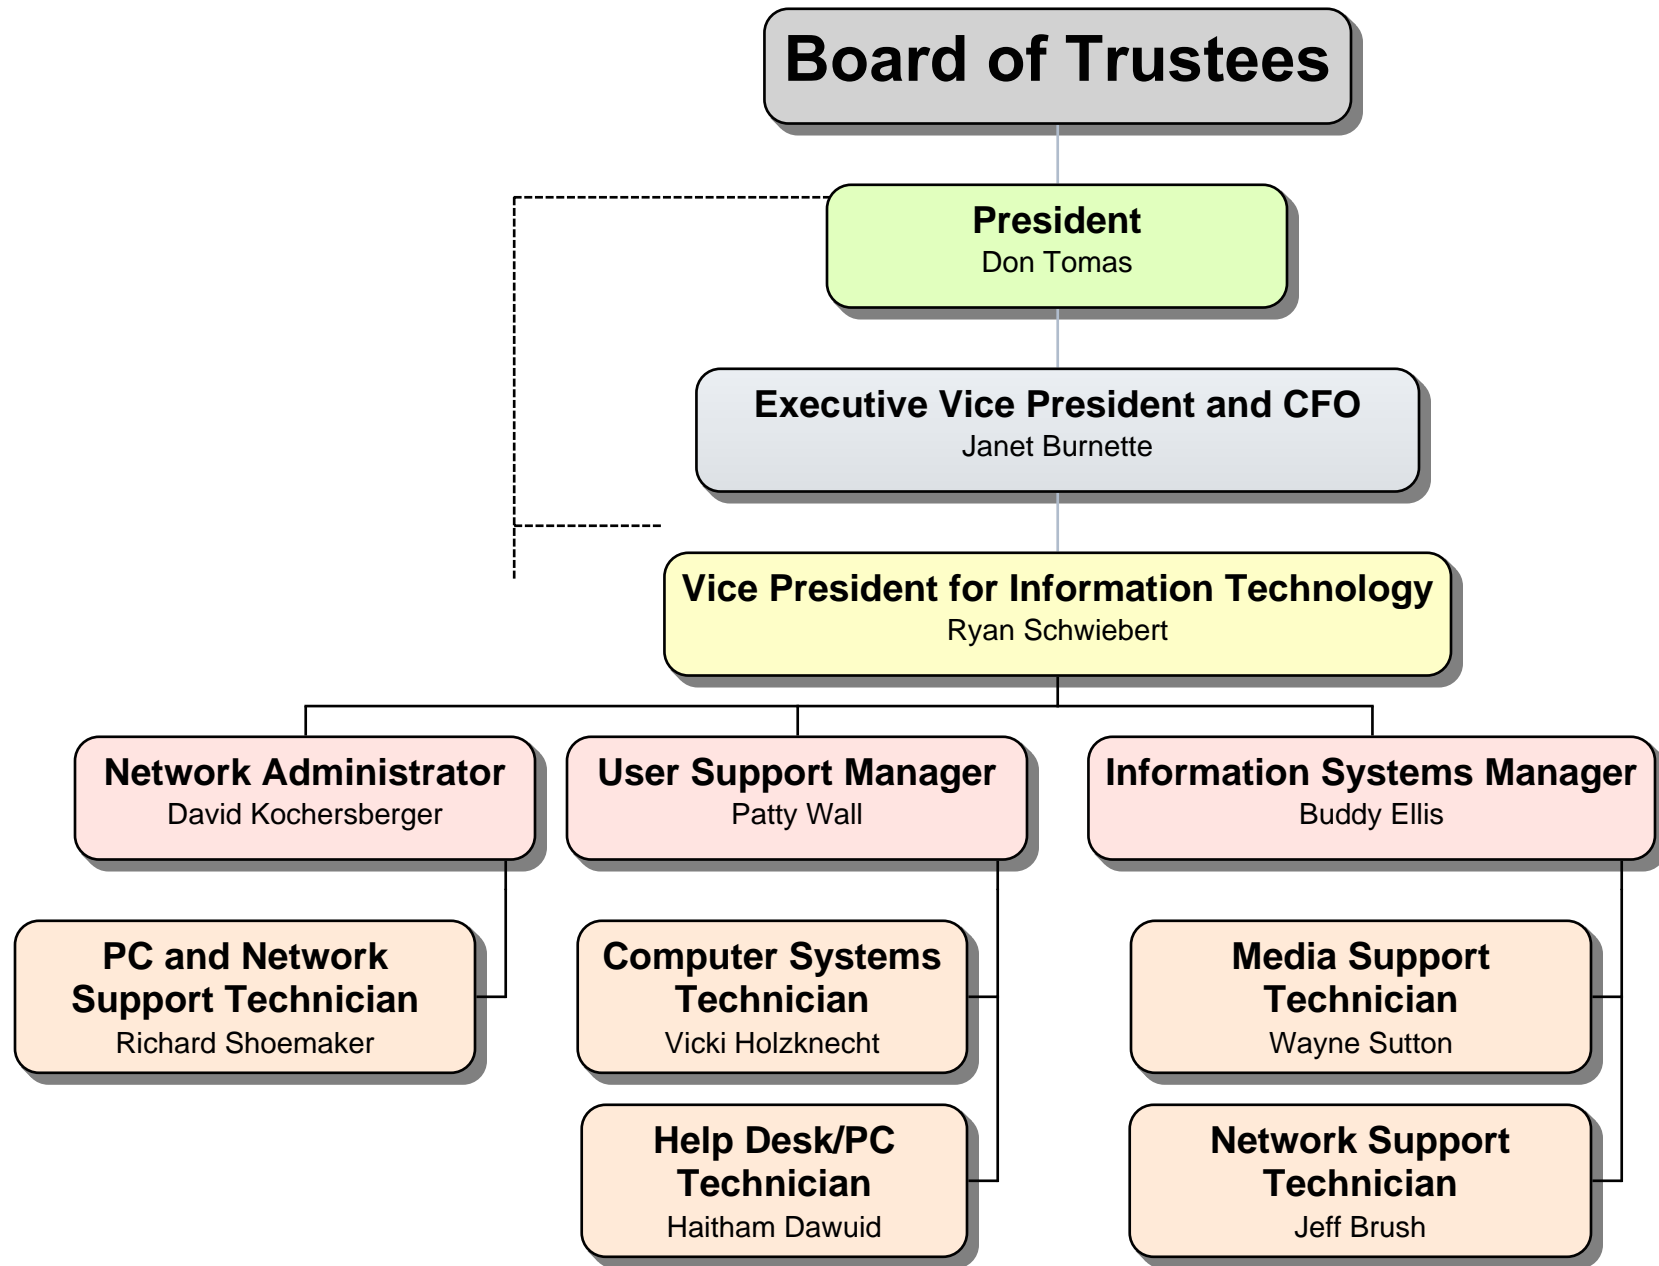 Board of Trustees
President
Don Tomas
Executive Vice President and CFO
Janet Burnette
Vice President for Information Technology
Ryan Schwiebert
Network Administrator
David Kochersberger
User Support Manager
Patty Wall
Information Systems Manager
Buddy Ellis
PC and Network
Support Technician
Richard Shoemaker
Computer Systems
Technician
Vicki Holzknecht
Media Support
Technician
Wayne Sutton
Help Desk/PC
Technician
Haitham Dawuid
Network Support
Technician
Jeff Brush